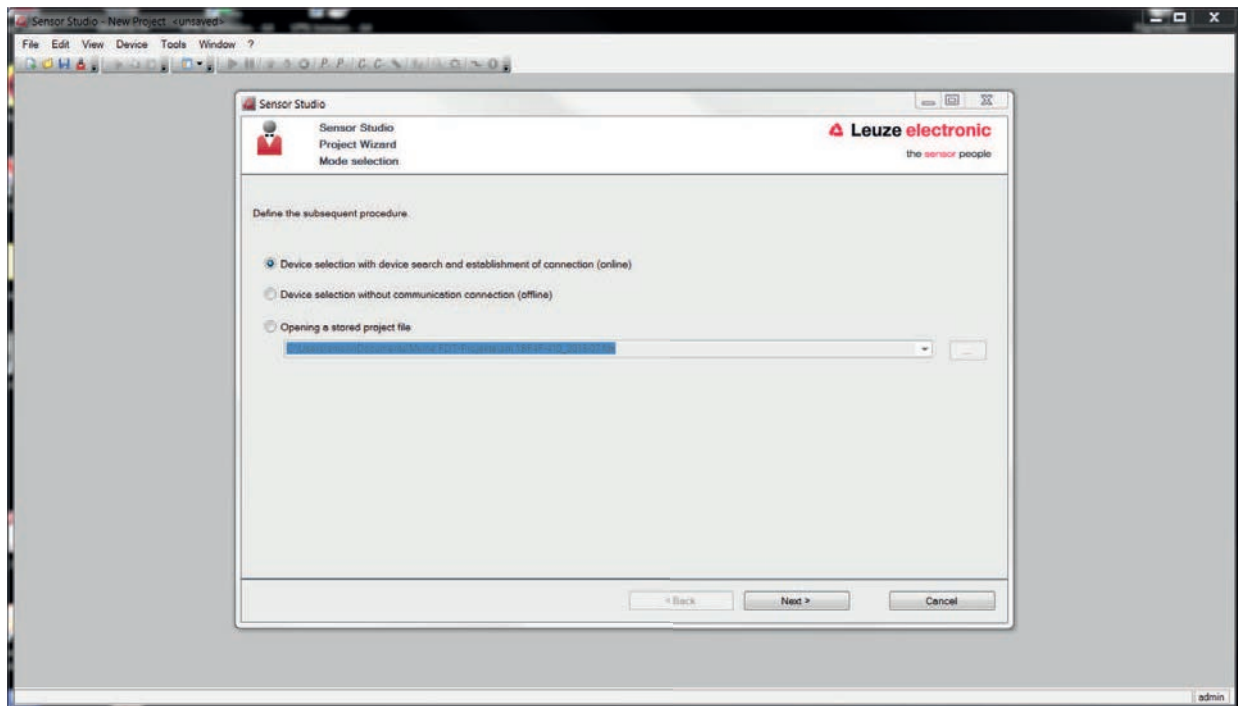 Sensor Studio - New Project <unsaved>
File Edit View Device Tools Window ?
Sensor Studio
Sensor Studio
Project Wizard
Mode selection
Leuze electronic
the sensor people
Define the subsequent procedure.
Device selection with device search and establishment of connection (online)
Device selection without communication connection (offline)
Opening a stored project file
...
< Back
Next >
Cancel
admin